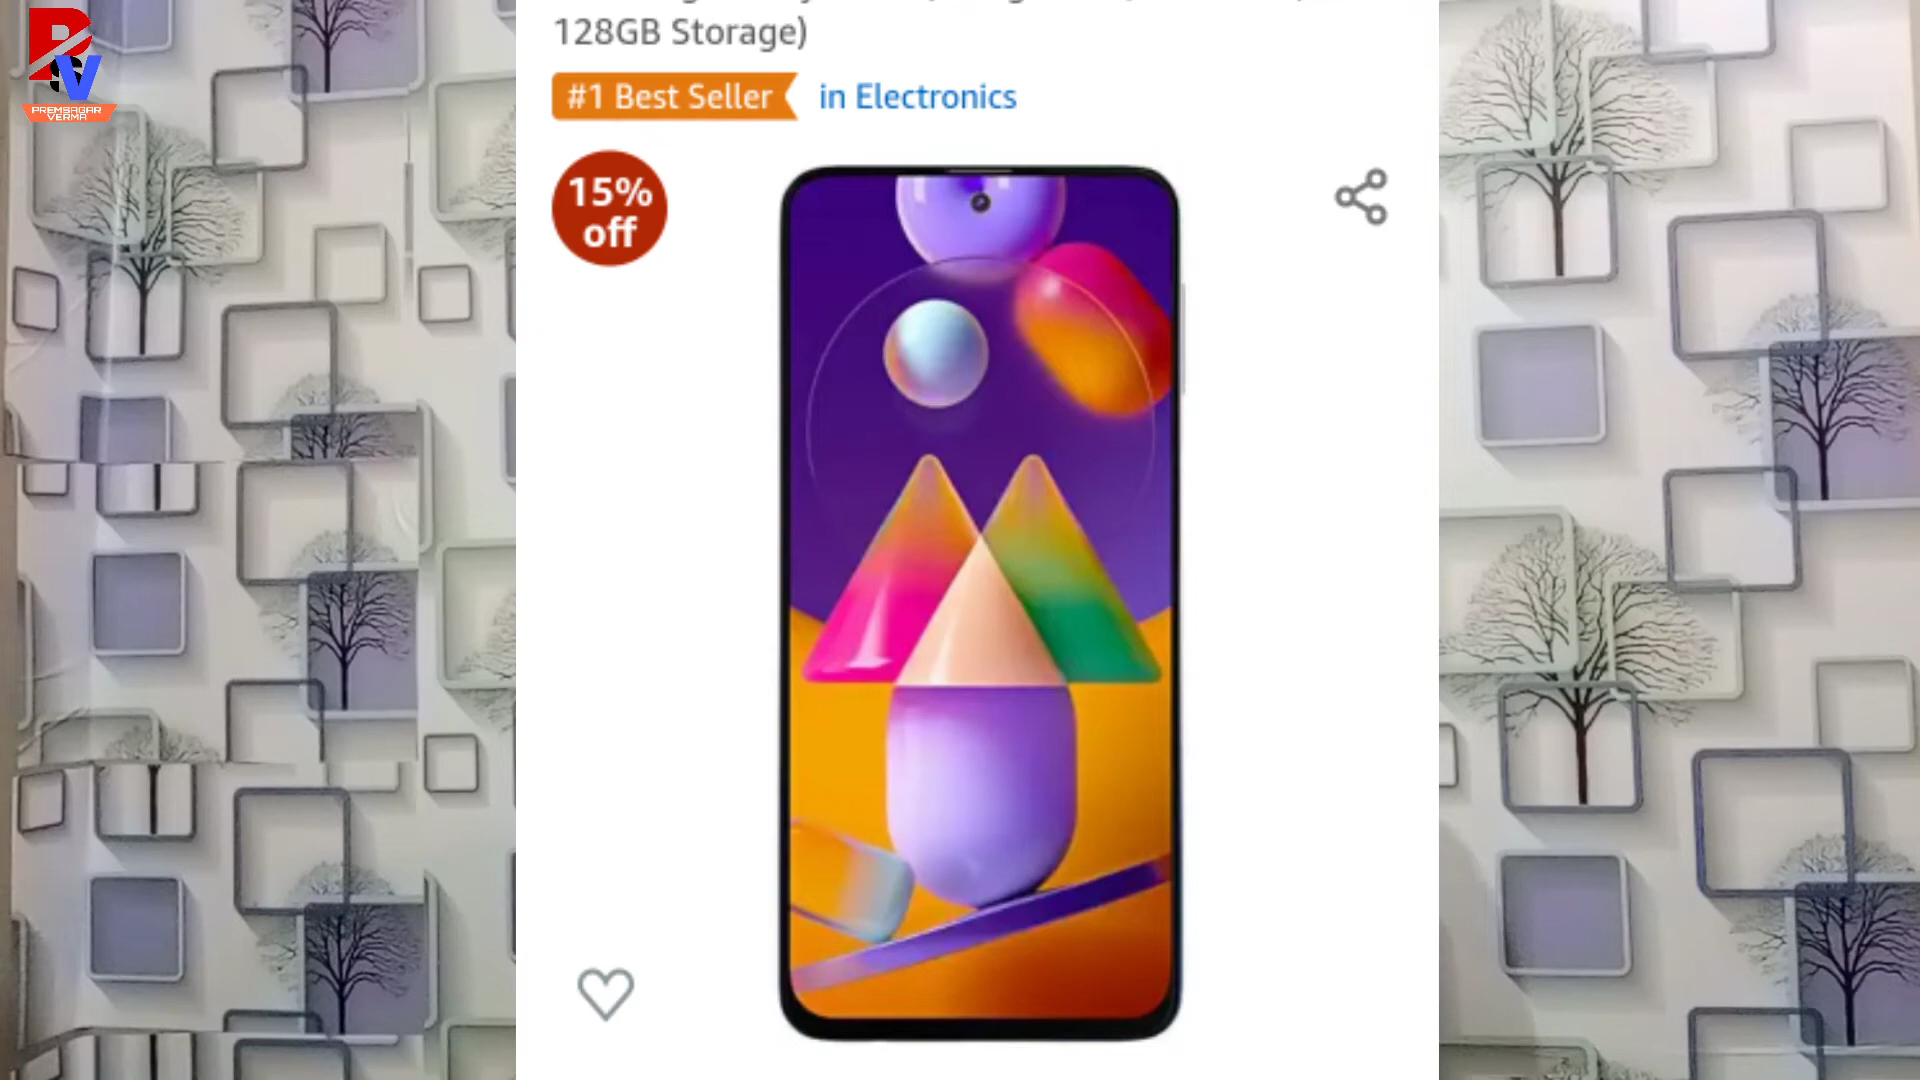 PREMSAGAR
VERMA
128GB Storage)
#1 Best Seller in Electronics
15%
off